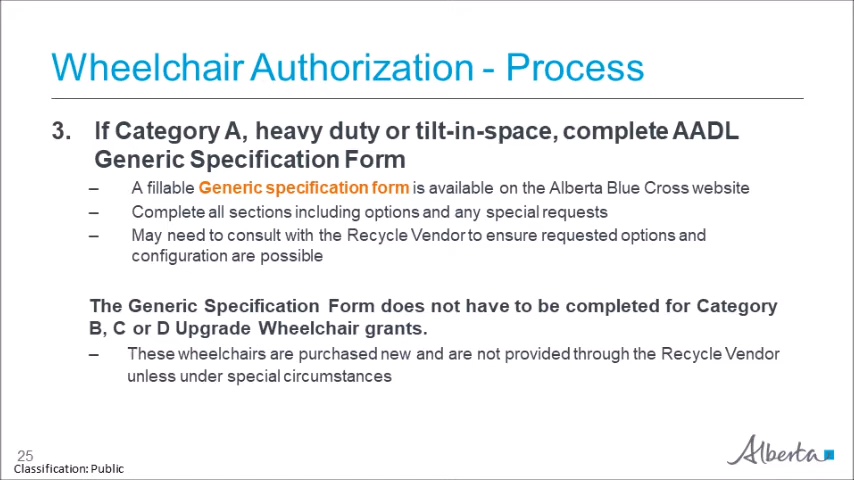 Wheelchair Authorization - Process
3. If Category A, heavy duty or tilt-in-space, complete AADL
Generic Specification Form
– A fillable Generic specification form is available on the Alberta Blue Cross website
– Complete all sections including options and any special requests
– May need to consult with the Recycle Vendor to ensure requested options and
configuration are possible
The Generic Specification Form does not have to be completed for Category
B, C or D Upgrade Wheelchair grants.
– These wheelchairs are purchased new and are not provided through the Recycle Vendor
unless under special circumstances
25
Classification: Public
Alberta